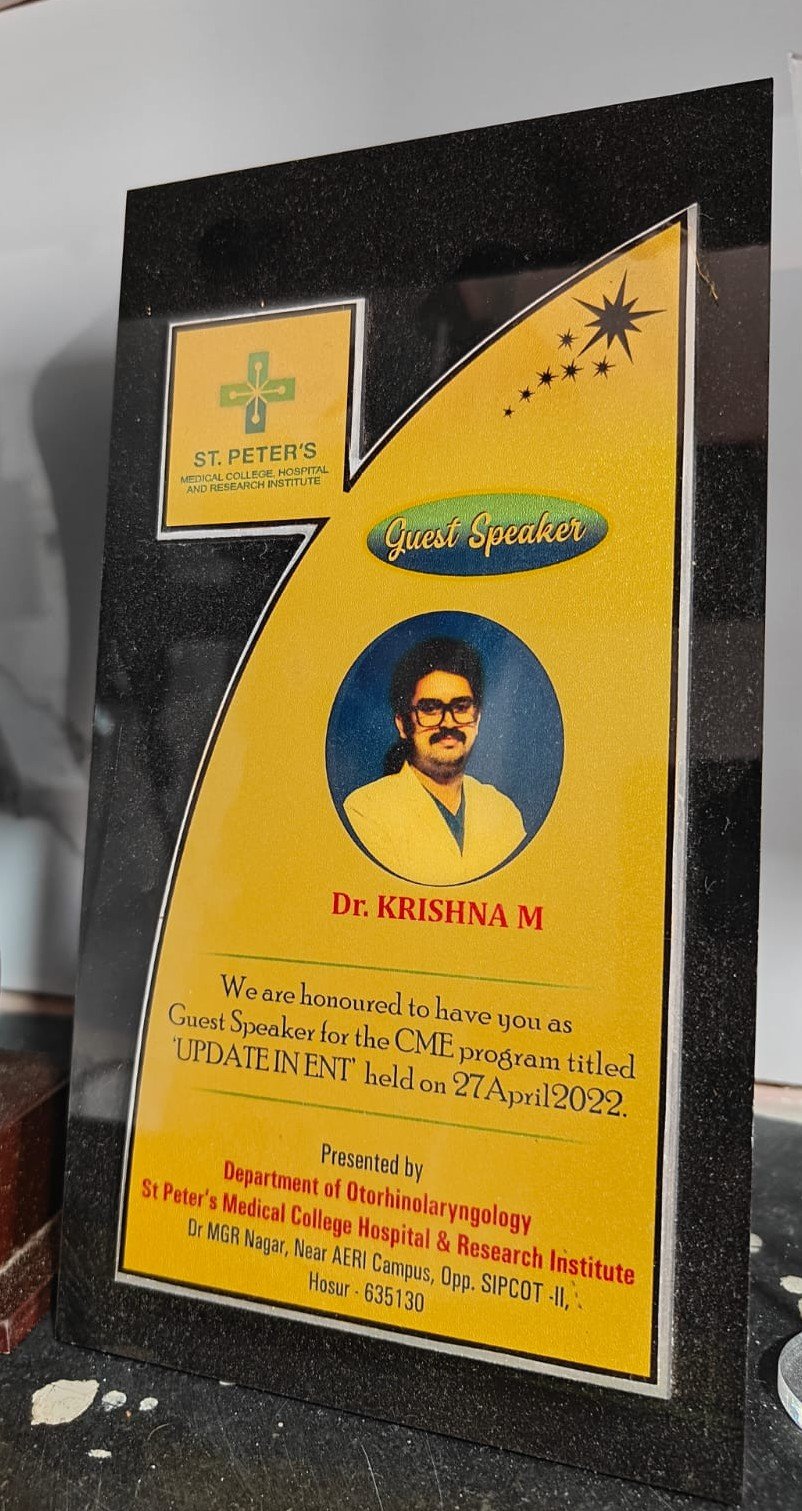 ST. PETER'S
MEDICAL COLLEGE, HOSPITAL
AND RESEARCH INSTITUTE
Guest Speaker
Dr. KRISHNA M
We are honoured to have you as
Guest Speaker for the CME program titled
'UPDATE IN ENT' held on 27April2022.
Presented by
Department of Otorhinolaryngology
St Peter's Medical College Hospital & Research Institute
Dr MGR Nagar, Near AERI Campus, Opp. SIPCOT -II,
Hosur - 635130